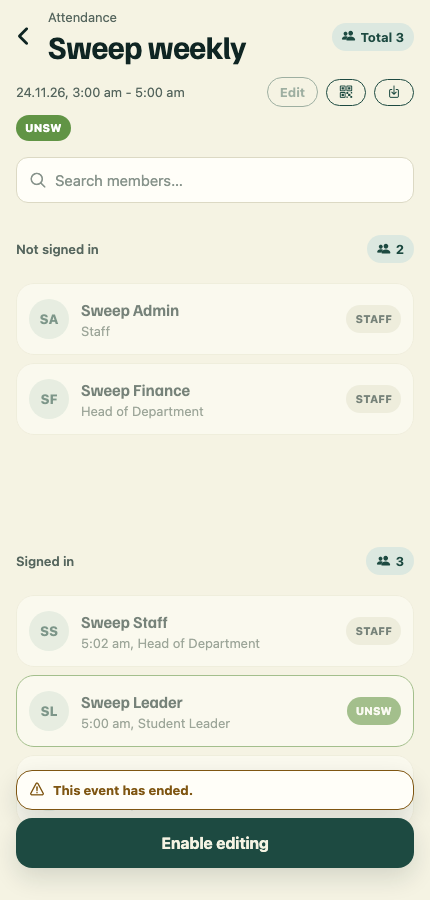 Attendance
Sweep weekly
Total 3
24.11.26, 3:00 am - 5:00 am
Edit
UNSW
Search members...
Not signed in
2
SA
Sweep Admin
Staff
STAFF
SF
Sweep Finance
Head of Department
STAFF
Signed in
3
SS
Sweep Staff
5:02 am, Head of Department
STAFF
SL
Sweep Leader
5:00 am, Student Leader
UNSW
This event has ended.
Enable editing